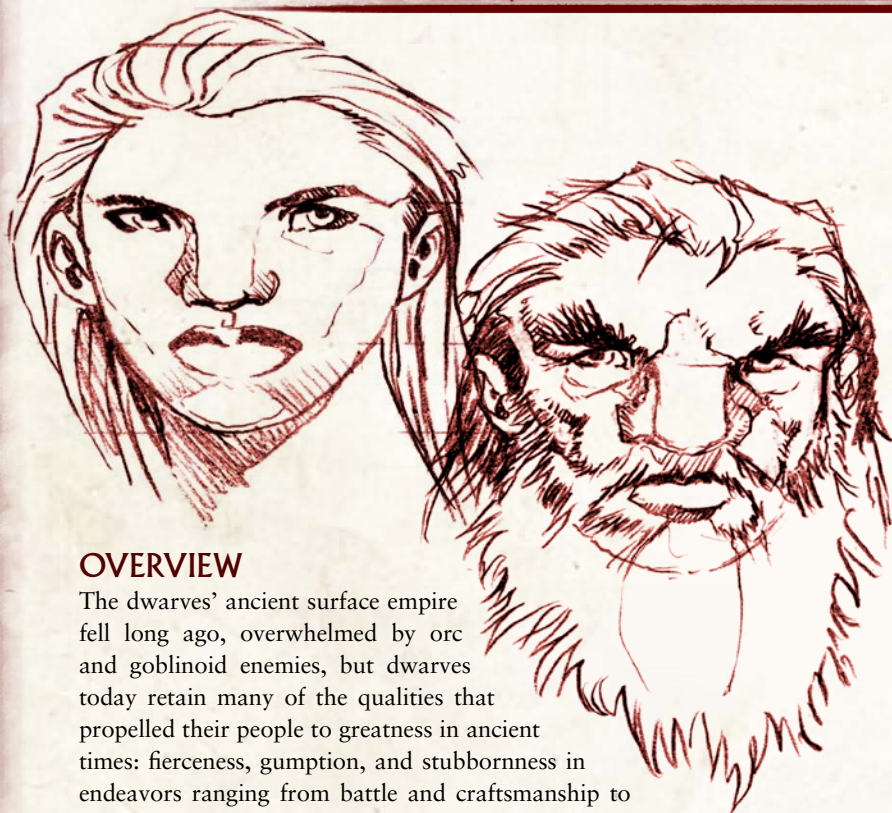 OVERVIEW
The dwarves’ ancient surface empire
fell long ago, overwhelmed by orc
and goblinoid enemies, but dwarves
today retain many of the qualities that
propelled their people to greatness in ancient
times: fierceness, gumption, and stubbornness in
endeavors ranging from battle and craftsmanship to